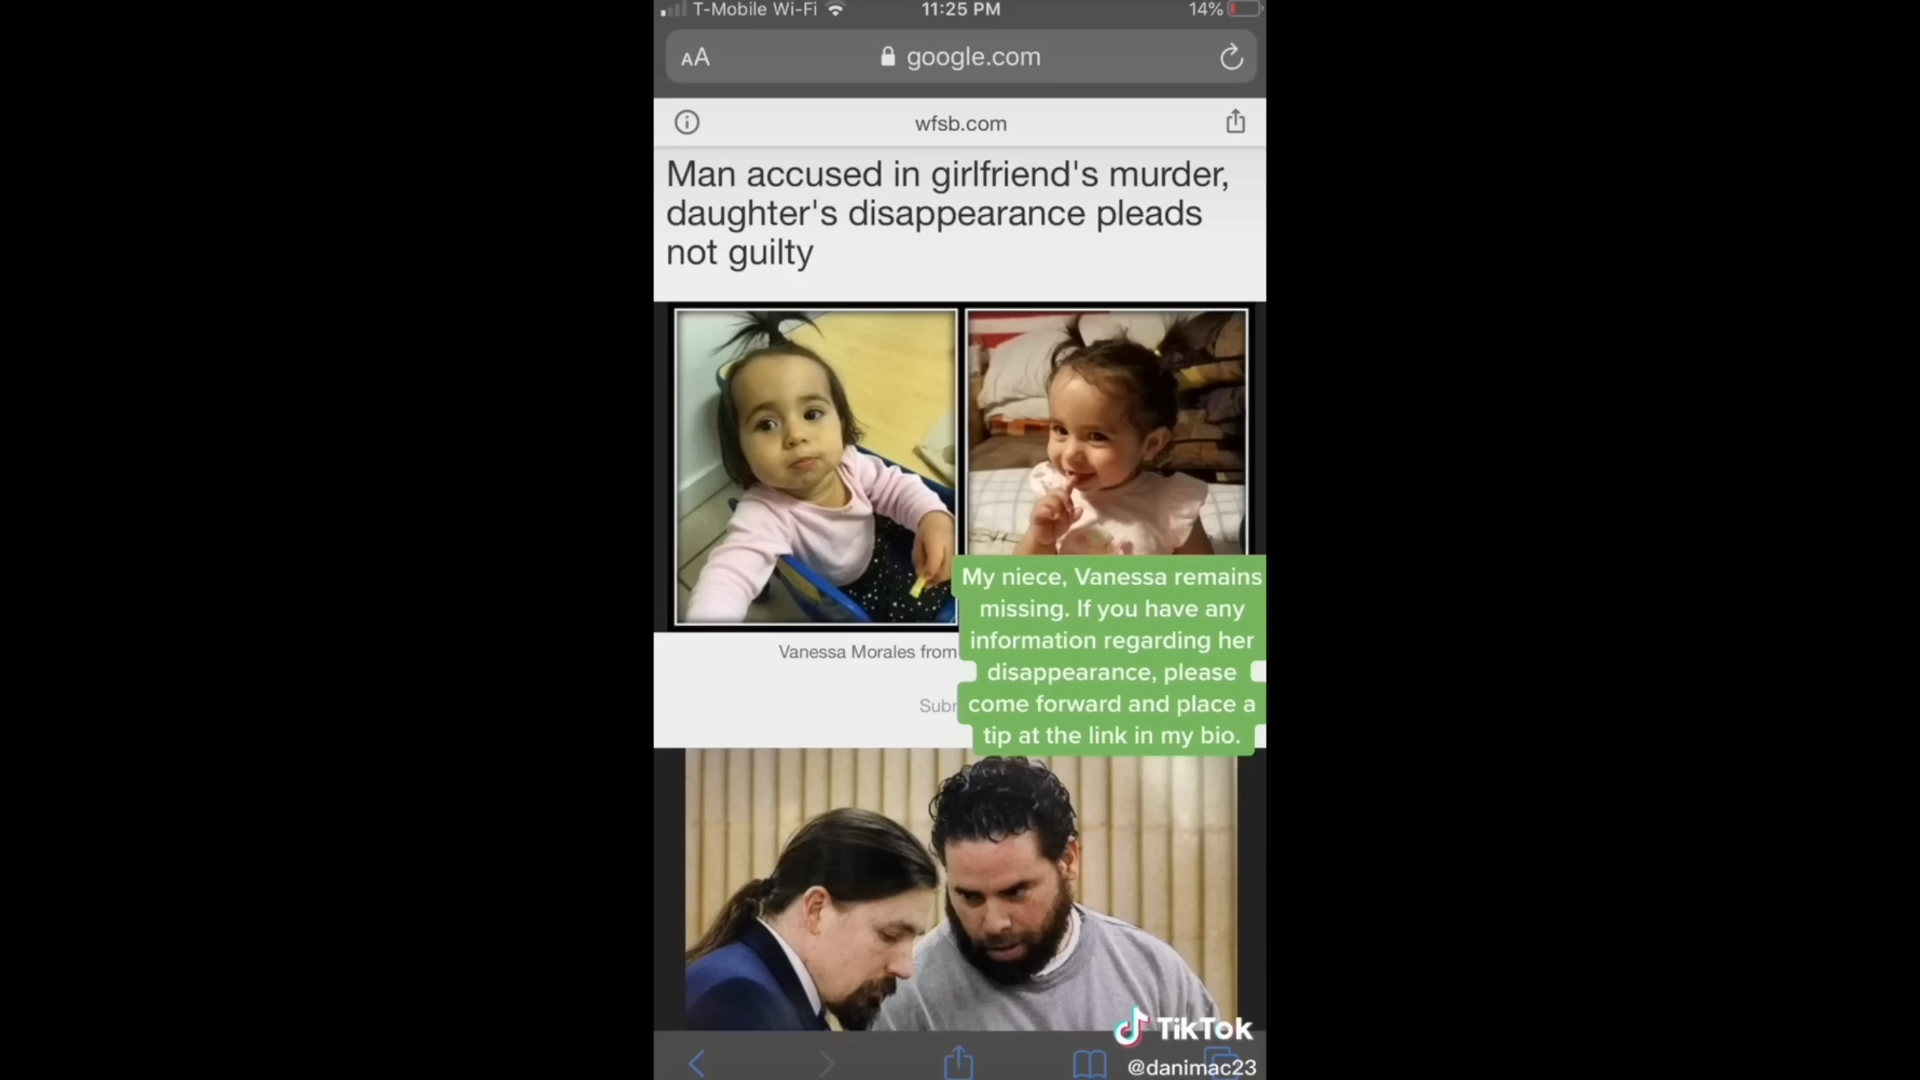 T-Mobile Wi-Fi 11:25 PM 14%
AA google.com
wfsb.com
Man accused in girlfriend's murder,
daughter's disappearance pleads
not guilty
My niece, Vanessa remains
missing. If you have any
information regarding her
disappearance, please
come forward and place a
tip at the link in my bio.
Vanessa Morales from
TikTok
@danimac23